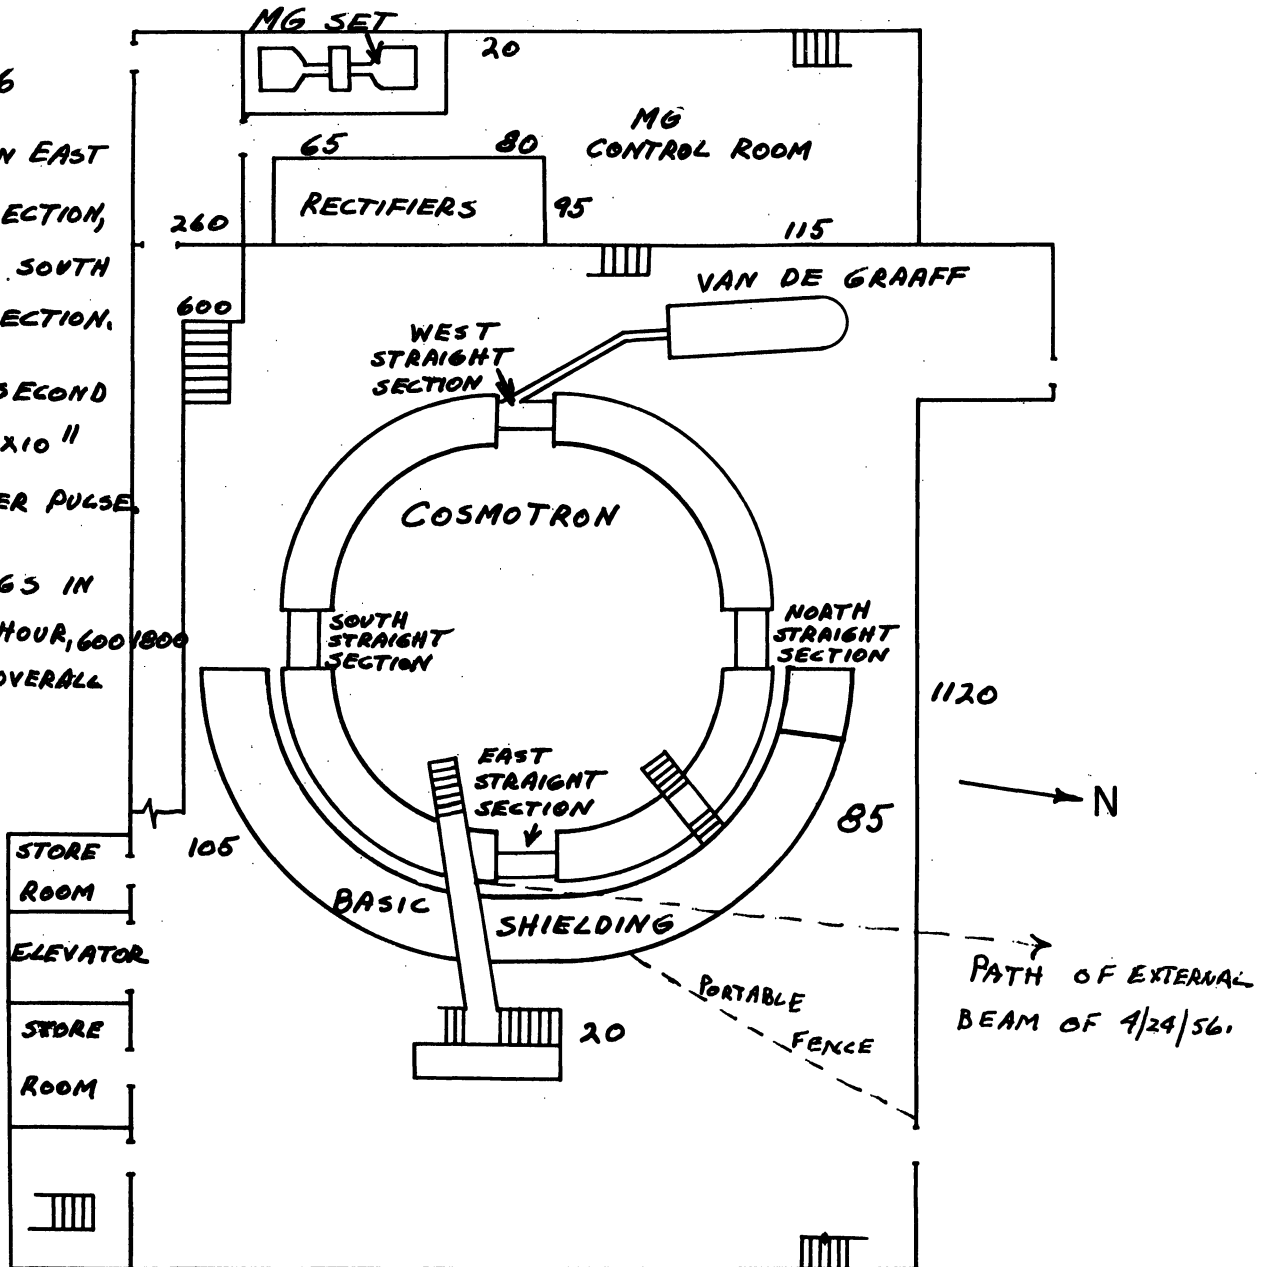 MG SET
20
6
MG
CONTROL ROOM
N EAST
65
80
RECTIFIERS
95
ECTION,
260
115
. SOUTH
VAN DE GRAAFF
600
ECTION.
WEST
STRAIGHT
SECTION
SECOND
X10 11
ER PULSE.
COSMOTRON
GS IN
HOUR, 600 1800
OVERALL
SOUTH
STRAIGHT
SECTION
NORTH
STRAIGHT
SECTION
1120
EAST
STRAIGHT
SECTION
N
85
105
STORE
ROOM
BASIC
SHIELDING
ELEVATOR
PATH OF EXTERNAL
BEAM OF 4/24/56.
PORTABLE
FENCE
STORE
ROOM
20